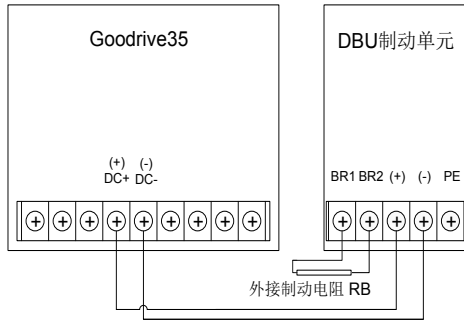 Goodrive35
DBU制动单元
(+) (-)
DC+ DC-
BR1 BR2 (+) (-) PE
外接制动电阻 RB